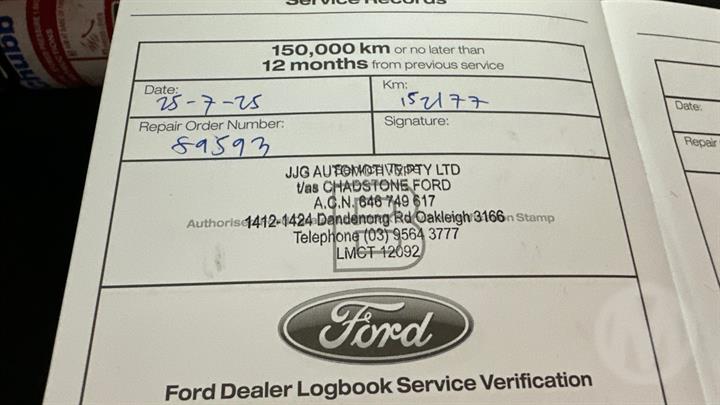 Service Records
150,000 km or no later than
12 months from previous service
Date:
25-7-25
Km:
152177
Repair Order Number:
89593
Signature:
JJG AUTOMOTIVE PTY LTD
t/as CHADSTONE FORD
A.C.N. 646 749 617
1412-1424 Dandenong Rd Oakleigh 3166
Telephone (03) 9564 3777
LMCT 12092
Stamp
Ford
Ford Dealer Logbook Service Verification
Date:
Repair